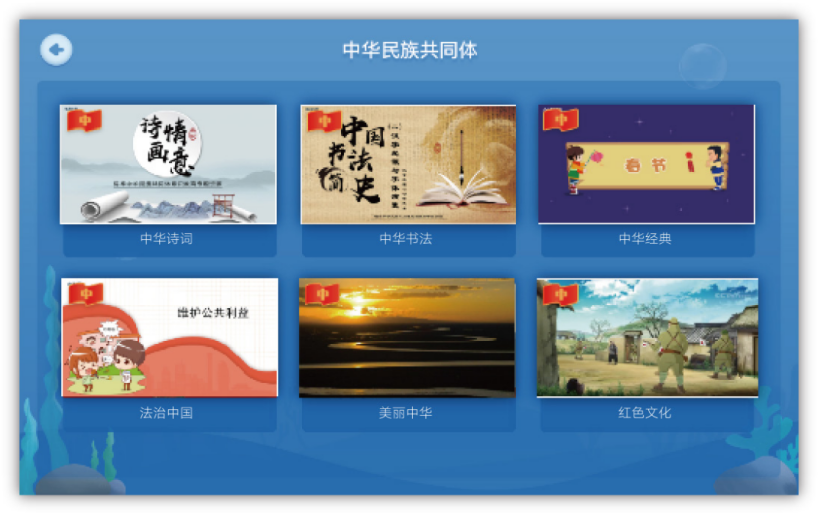 中华民族共同体
中
诗情画意
中华诗词
中
中国书法简史
中华书法
中
春节
中华经典
中
维护公共利益
法治中国
中
美丽中华
中
CCTV
红色文化